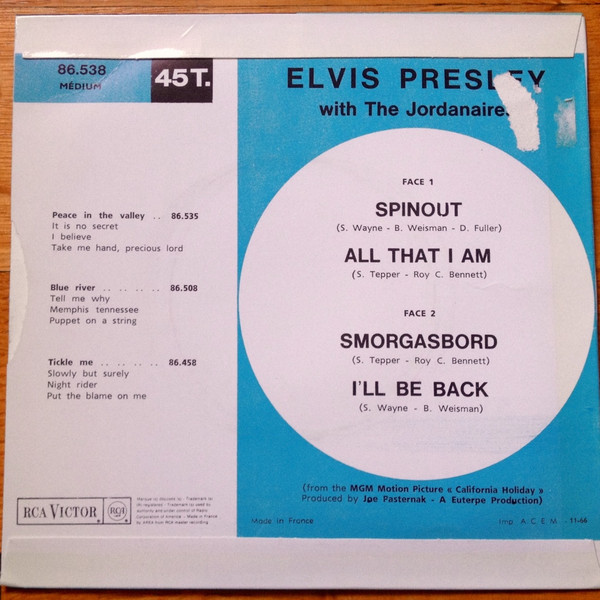 86.538
MÉDIUM
45T.
ELVIS PRESLEY
with The Jordanaires
Peace in the valley .. 86.535
It is no secret
I believe
Take me hand, precious lord
Blue river .. .. .. .. 86.508
Tell me why
Memphis tennessee
Puppet on a string
Tickle me .. .. .. .. 86.458
Slowly but surely
Night rider
Put the blame on me
FACE 1
SPINOUT
(S. Wayne - B. Weisman - D. Fuller)
ALL THAT I AM
(S. Tepper - Roy C. Bennett)
FACE 2
SMORGASBORD
(S. Tepper - Roy C. Bennett)
I'LL BE BACK
(S. Wayne - B. Weisman)
(from the MGM Motion Picture « California Holiday »
Produced by Joe Pasternak - A Euterpe Production)
RCA VICTOR
RCA
Made in France
Imp. A.C.E.M. - 11-66